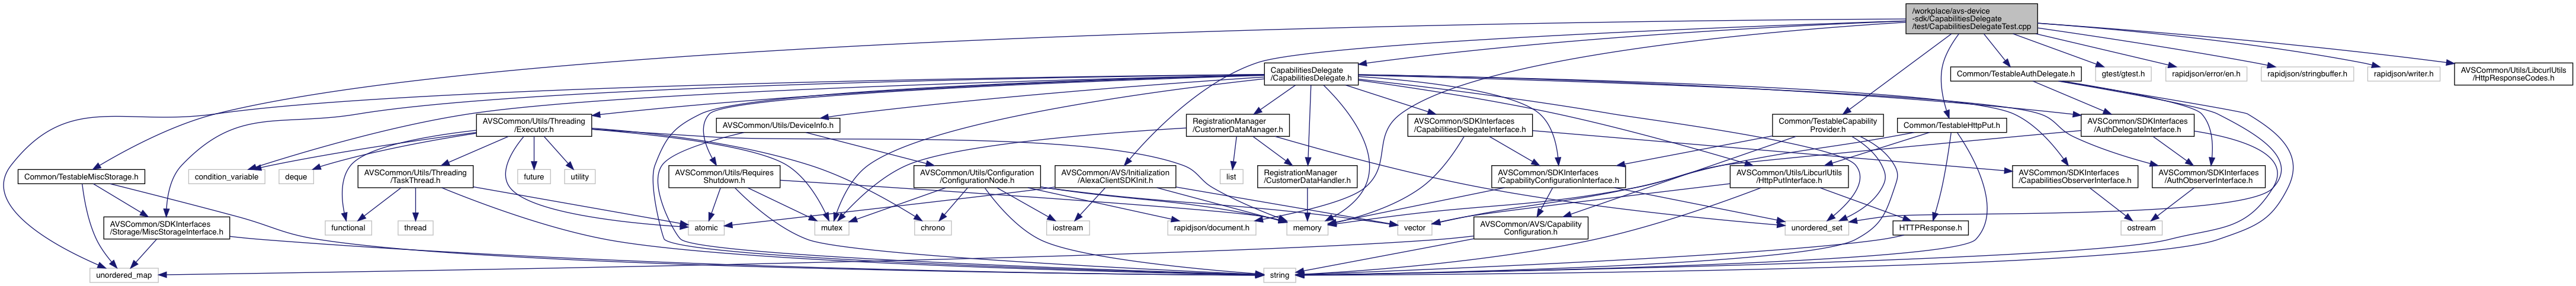 /workplace/avs-device
-sdk/CapabilitiesDelegate
/test/CapabilitiesDelegateTest.cpp
CapabilitiesDelegate
/CapabilitiesDelegate.h
Common/TestableAuthDelegate.h
gtest/gtest.h
rapidjson/error/en.h
rapidjson/stringbuffer.h
rapidjson/writer.h
AVSCommon/Utils/LibcurlUtils
/HttpResponseCodes.h
AVSCommon/Utils/Threading
/Executor.h
AVSCommon/Utils/DeviceInfo.h
RegistrationManager
/CustomerDataManager.h
AVSCommon/SDKInterfaces
/CapabilitiesDelegateInterface.h
Common/TestableCapability
Provider.h
Common/TestableHttpPut.h
AVSCommon/SDKInterfaces
/AuthDelegateInterface.h
Common/TestableMiscStorage.h
condition_variable
deque
AVSCommon/Utils/Threading
/TaskThread.h
future
utility
AVSCommon/Utils/Requires
Shutdown.h
AVSCommon/Utils/Configuration
/ConfigurationNode.h
AVSCommon/AVS/Initialization
/AlexaClientSDKInit.h
list
RegistrationManager
/CustomerDataHandler.h
AVSCommon/SDKInterfaces
/CapabilityConfigurationInterface.h
AVSCommon/Utils/LibcurlUtils
/HttpPutInterface.h
AVSCommon/SDKInterfaces
/CapabilitiesObserverInterface.h
AVSCommon/SDKInterfaces
/AuthObserverInterface.h
AVSCommon/SDKInterfaces
/Storage/MiscStorageInterface.h
functional
thread
atomic
mutex
chrono
iostream
rapidjson/document.h
memory
vector
AVSCommon/AVS/Capability
Configuration.h
unordered_set
HTTPResponse.h
ostream
unordered_map
string